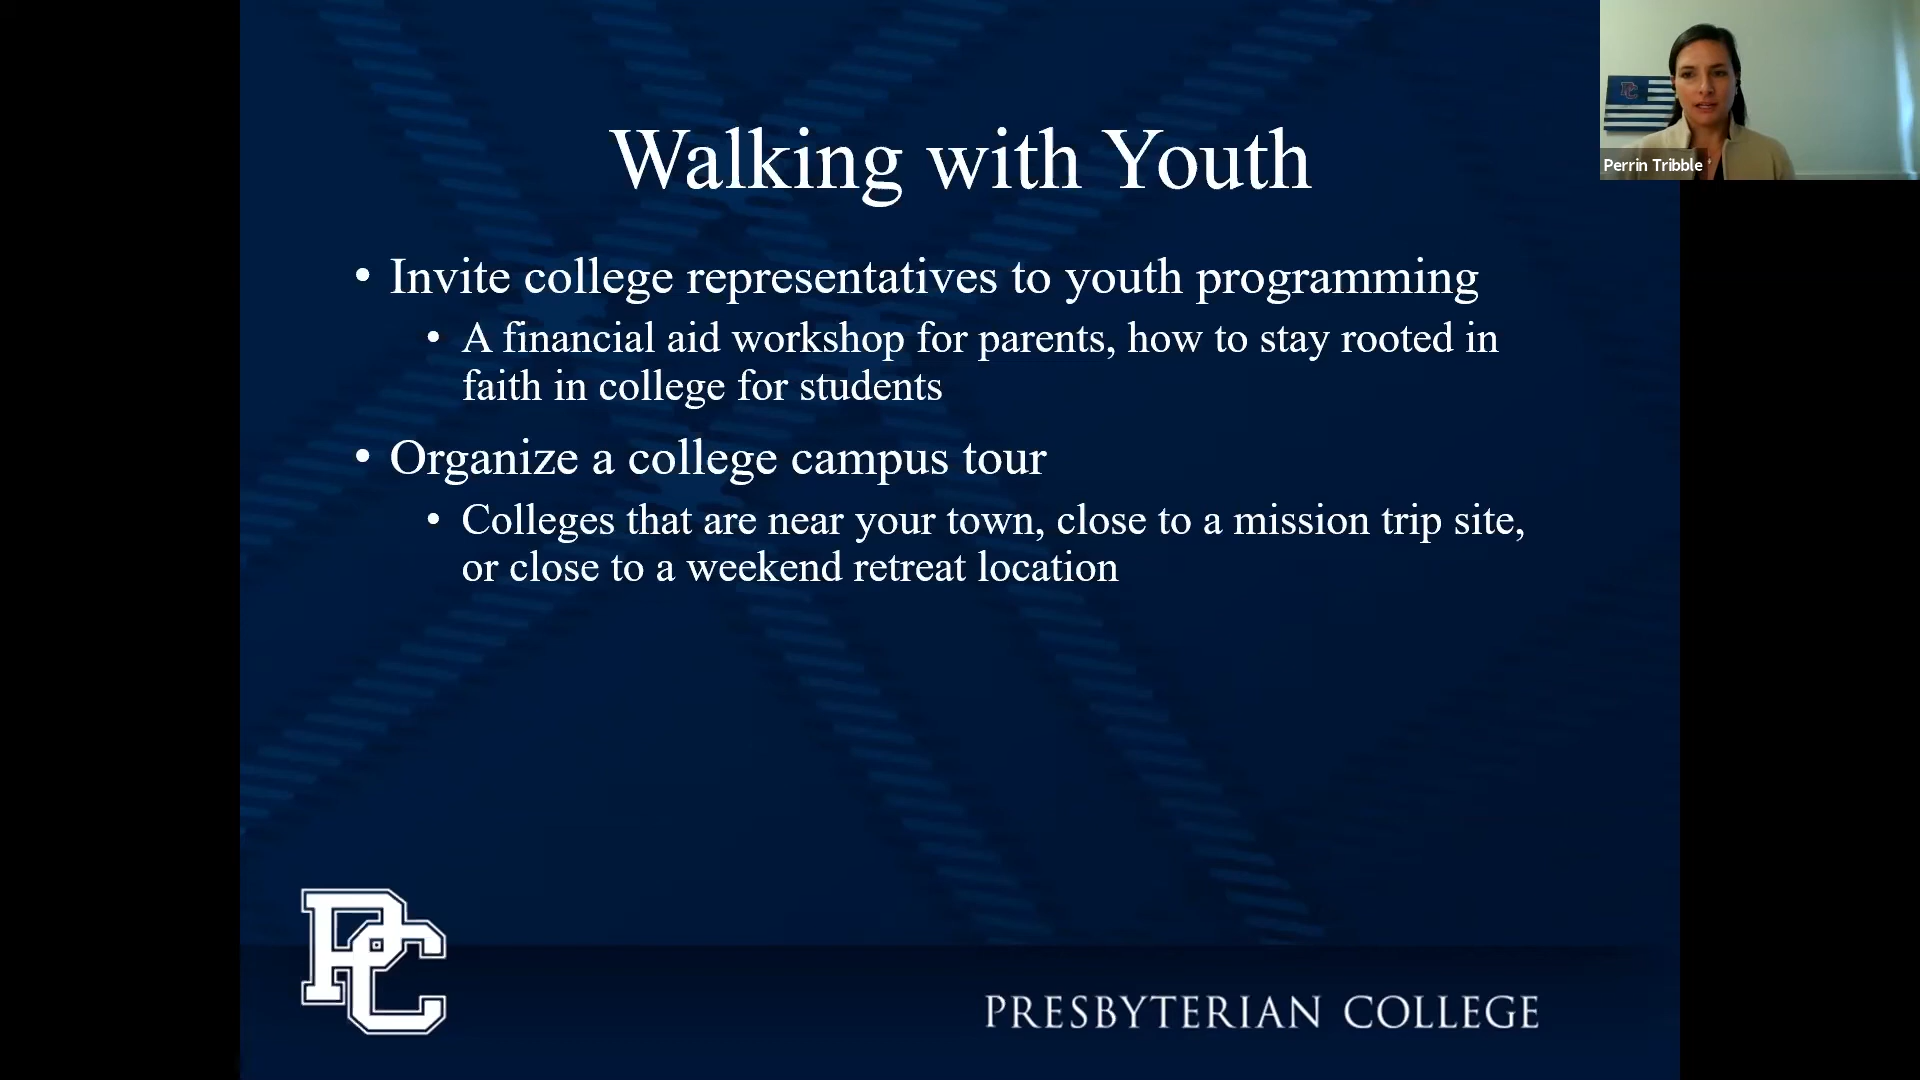 Walking with Youth
• Invite college representatives to youth programming
• A financial aid workshop for parents, how to stay rooted in
faith in college for students
• Organize a college campus tour
• Colleges that are near your town, close to a mission trip site,
or close to a weekend retreat location
PC
PRESBYTERIAN COLLEGE
PC
Perrin Tribble